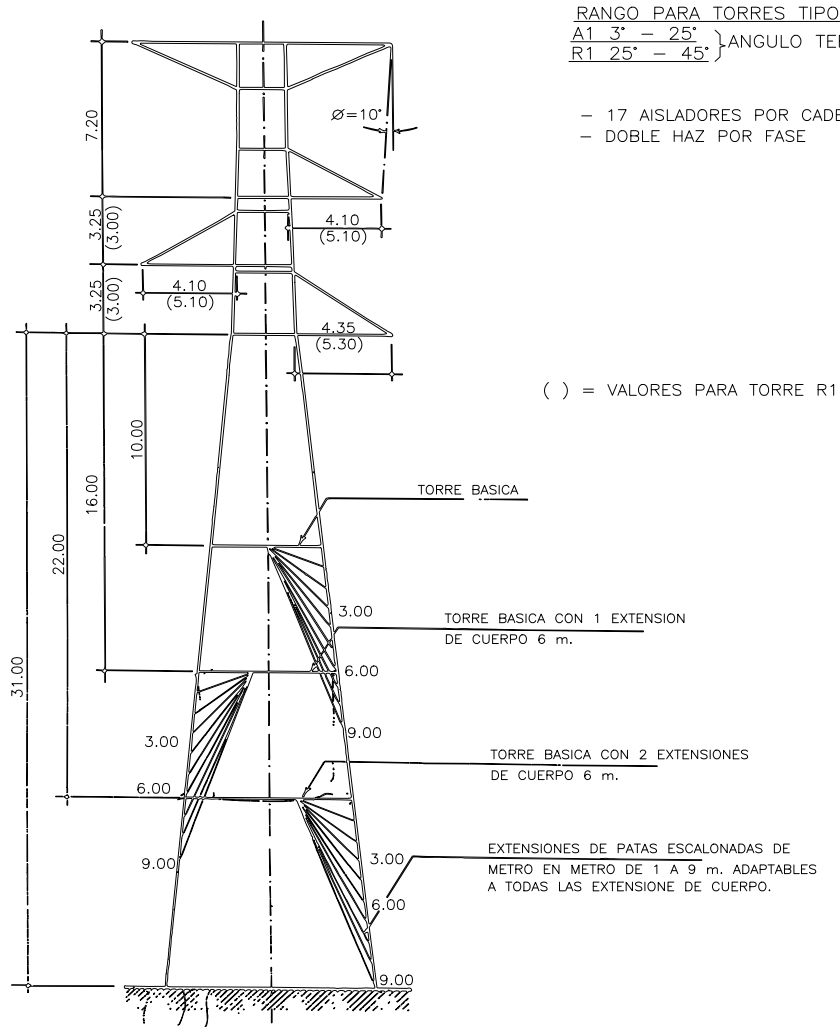 RANGO PARA TORRES TIPO
A1 3° – 25°
R1 25° – 45°
ANGULO
Ø=10°
– 17 AISLADORES POR
– DOBLE HAZ POR FASE
7.20
3.25
(3.00)
4.10
(5.10)
4.10
(5.10)
3.25
(3.00)
4.35
(5.30)
( ) = VALORES PARA TORRE R1
10.00
16.00
22.00
31.00
TORRE BASICA
3.00
TORRE BASICA CON 1 EXTENSION
DE CUERPO 6 m.
6.00
9.00
3.00
TORRE BASICA CON 2 EXTENSIONES
DE CUERPO 6 m.
6.00
9.00
EXTENSIONES DE PATAS ESCALONADAS DE
METRO EN METRO DE 1 A 9 m. ADAPTABLES
A TODAS LAS EXTENSIONE DE CUERPO.
3.00
6.00
9.00